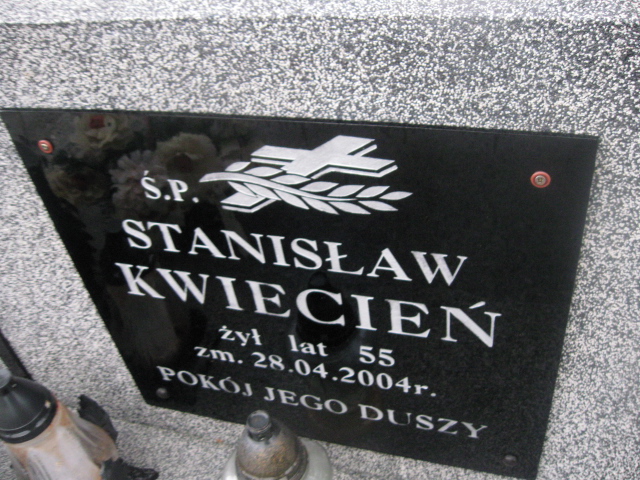 Ś.P.
STANISŁAW
KWIECIEŃ
żył lat 55
zm. 28.04.2004r.
POKÓJ JEGO DUSZY